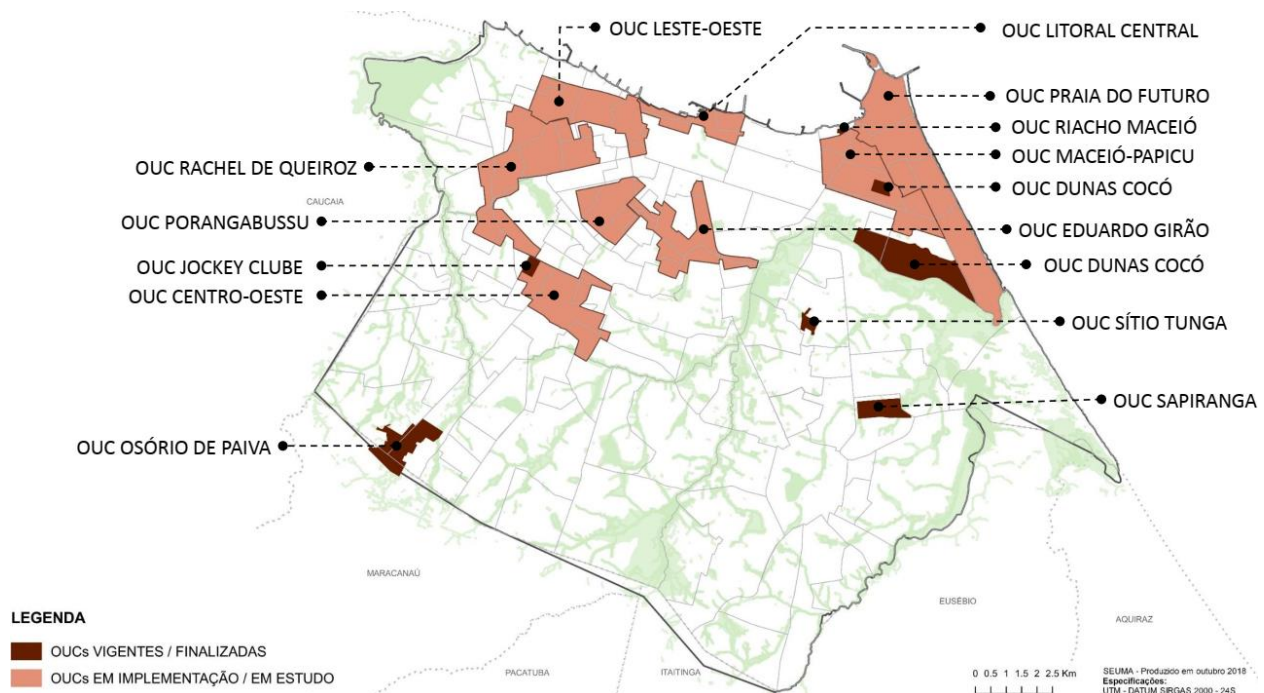 OUC LESTE-OESTE
OUC LITORAL CENTRAL
OUC PRAIA DO FUTURO
OUC RIACHO MACEIÓ
OUC MACEIÓ-PAPICU
OUC RACHEL DE QUEIROZ
OUC DUNAS COCÓ
CAUCAIA
OUC PORANGABUSSU
OUC EDUARDO GIRÃO
OUC JOCKEY CLUBE
OUC DUNAS COCÓ
OUC CENTRO-OESTE
OUC SÍTIO TUNGA
OUC SAPIRANGA
OUC OSÓRIO DE PAIVA
MARACANAÚ
EUSÉBIO
AQUIRAZ
LEGENDA
OUCs VIGENTES / FINALIZADAS
OUCs EM IMPLEMENTAÇÃO / EM ESTUDO
PACATUBA
ITAITINGA
0 0.5 1 1.5 2 2.5 Km
SEUMA - Produzido em outubro 2018
Especificações:
UTM - DATUM SIRGAS 2000 - 24S